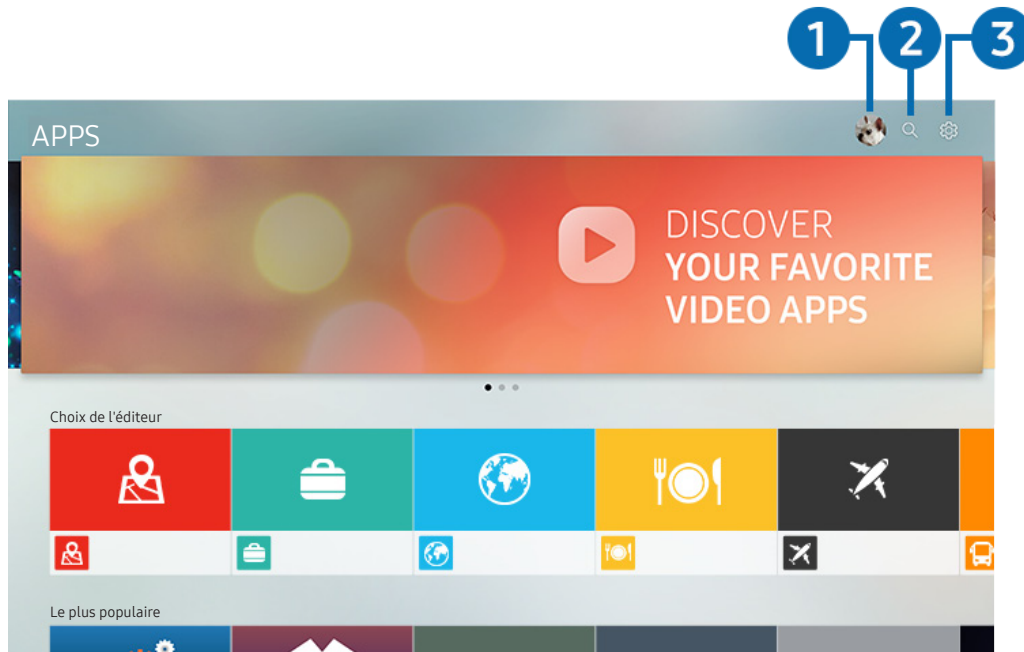 1 2 3
APPS
DISCOVER
YOUR FAVORITE
VIDEO APPS
Choix de l'éditeur
Le plus populaire